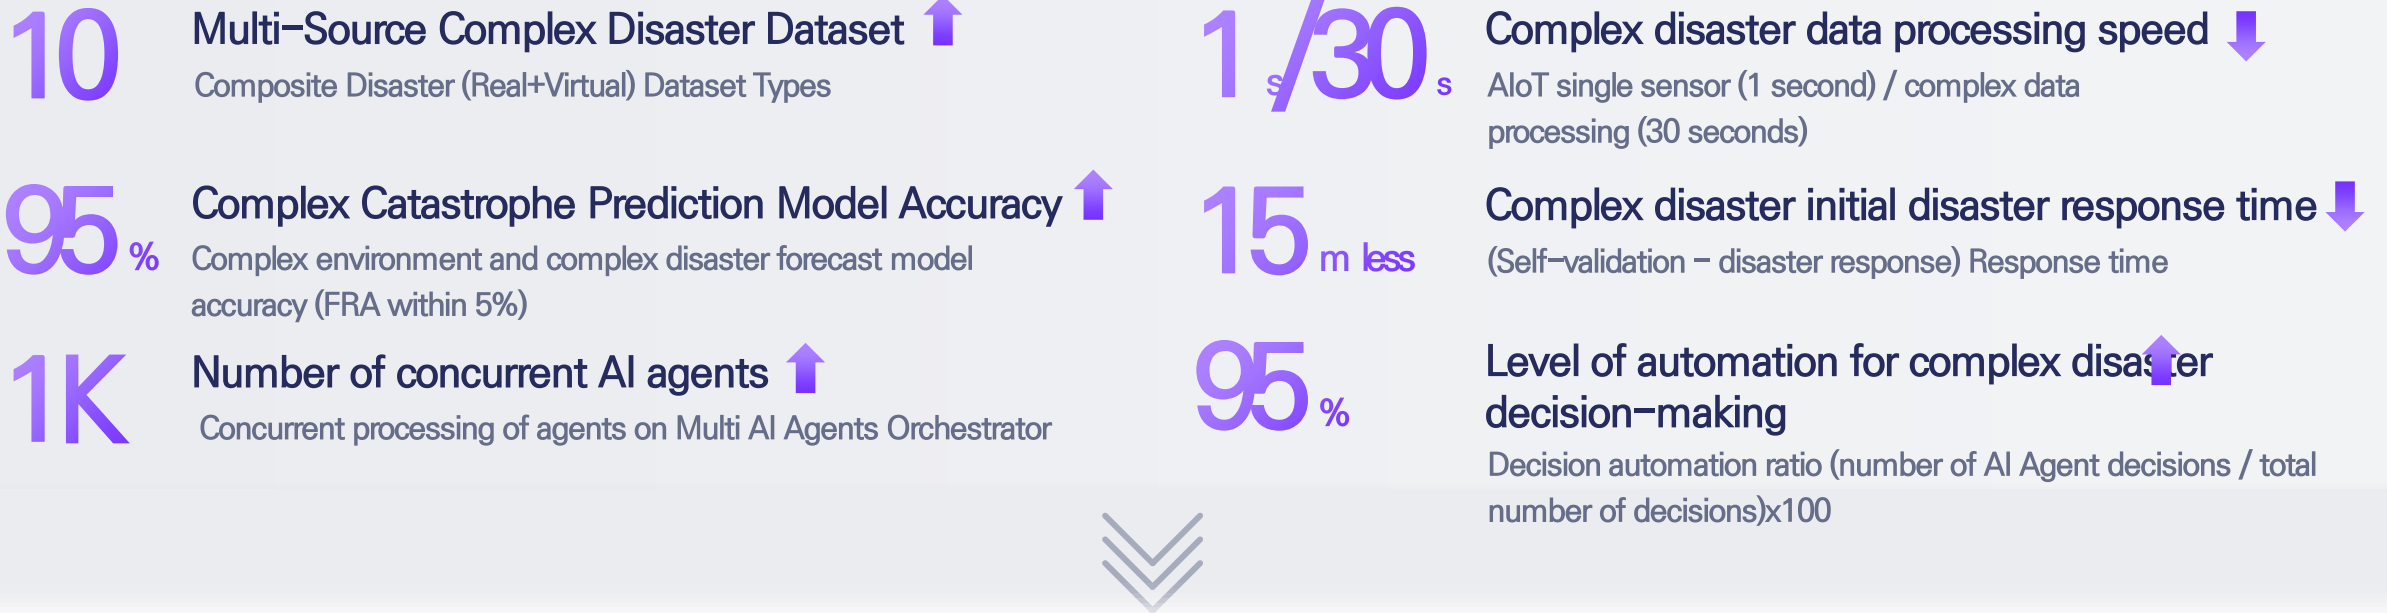 10
Multi-Source Complex Disaster Dataset
Composite Disaster (Real+Virtual) Dataset Types
95 %
Complex Catastrophe Prediction Model Accuracy
Complex environment and complex disaster forecast model
accuracy (FRA within 5%)
1K
Number of concurrent AI agents
Concurrent processing of agents on Multi AI Agents Orchestrator
1 s/30 s
Complex disaster data processing speed
AIoT single sensor (1 second) / complex data
processing (30 seconds)
15 m less
Complex disaster initial disaster response time
(Self-validation - disaster response) Response time
95 %
Level of automation for complex disaster
decision-making
Decision automation ratio (number of AI Agent decisions / total
number of decisions)x100